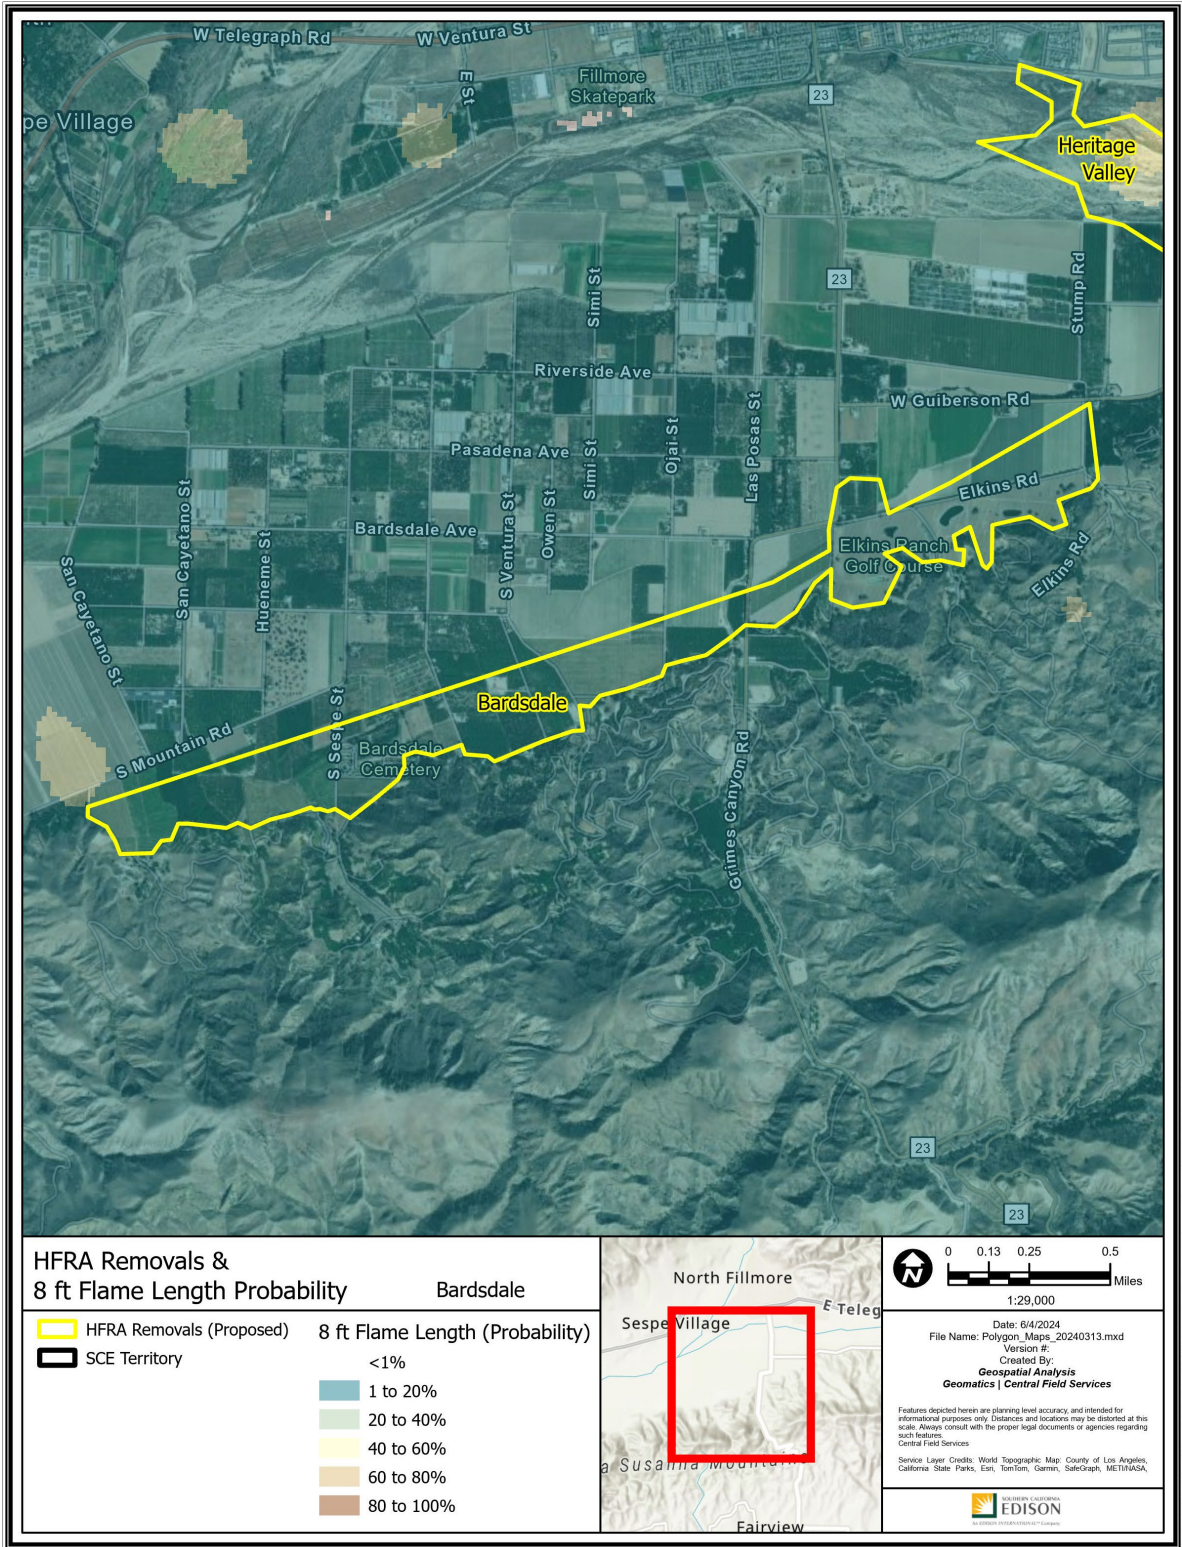 W Telegraph Rd
W Ventura St
E St
Fillmore
Skatepark
23
pe Village
Heritage
Valley
23
Simi St
Stump Rd
Riverside Ave
W Guiberson Rd
Pasadena Ave
Simi St
Ojai St
Las Posas St
Elkins Rd
San Cayetano St
Bardsdale Ave
S Ventura St
Owen St
Hueneme St
Elkins Ranch
Golf Course
Elkins Rd
San Cayetano St
Bardsdale
S Mountain Rd
S Sespe St
Bardsdale
Cemetery
Grimes Canyon Rd
23
23
HFRA Removals &
8 ft Flame Length Probability
Bardsdale
HFRA Removals (Proposed)
SCE Territory
8 ft Flame Length (Probability)
<1%
1 to 20%
20 to 40%
40 to 60%
60 to 80%
80 to 100%
North Fillmore
E Teleg
Sespe Village
a Susanna Mountains
Fairview
N
0 0.13 0.25 0.5
Miles
1:29,000
Date: 6/4/2024
File Name: Polygon_Maps_20240313.mxd
Version #:
Created By:
Geospatial Analysis
Geomatics | Central Field Services
Features depicted herein are planning level accuracy, and intended for
informational purposes only. Distances and locations may be distorted at this
scale. Always consult with the proper legal documents or agencies regarding
such features.
Central Field Services
Service Layer Credits: World Topographic Map: County of Los Angeles,
California State Parks, Esri, TomTom, Garmin, SafeGraph, METI/NASA,
SOUTHERN CALIFORNIA
EDISON
An EDISON INTERNATIONAL℠ Company